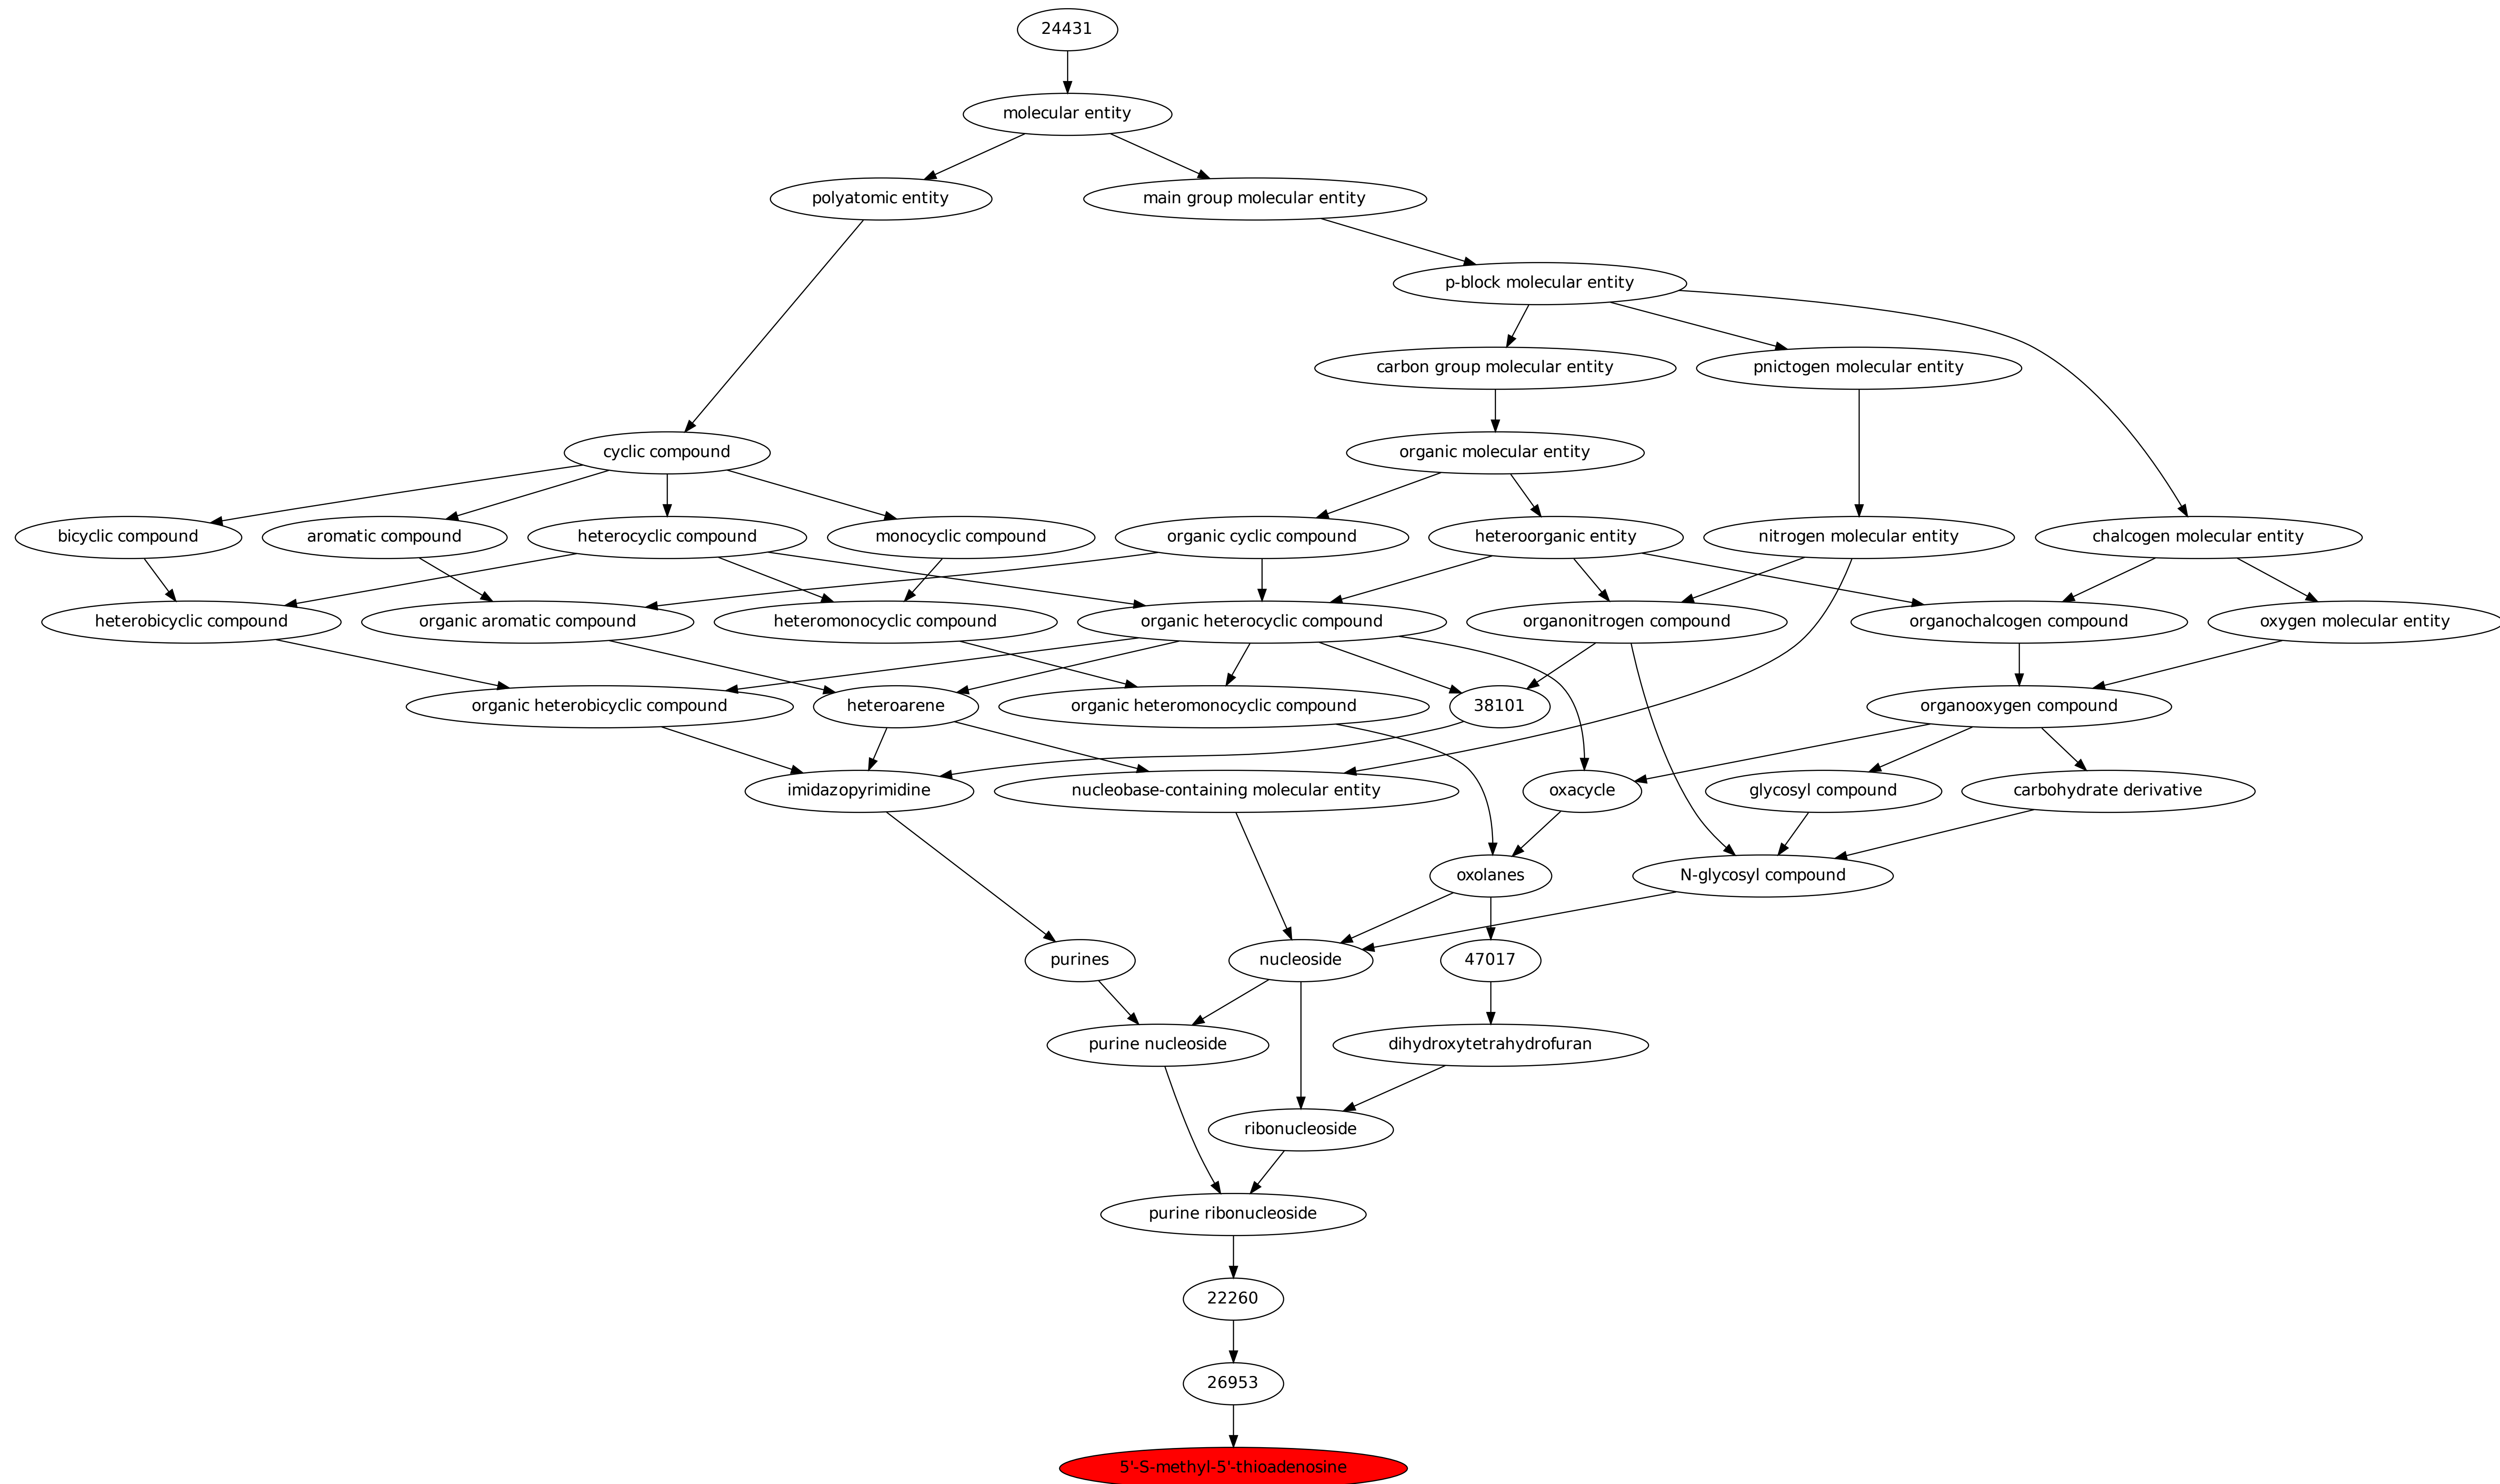 24431
molecular entity
polyatomic entity
main group molecular entity
p-block molecular entity
carbon group molecular entity
pnictogen molecular entity
cyclic compound
organic molecular entity
bicyclic compound
aromatic compound
heterocyclic compound
monocyclic compound
organic cyclic compound
heteroorganic entity
nitrogen molecular entity
chalcogen molecular entity
heterobicyclic compound
organic aromatic compound
heteromonocyclic compound
organic heterocyclic compound
organonitrogen compound
organochalcogen compound
oxygen molecular entity
organic heterobicyclic compound
heteroarene
organic heteromonocyclic compound
38101
organooxygen compound
imidazopyrimidine
nucleobase-containing molecular entity
oxacycle
glycosyl compound
carbohydrate derivative
oxolanes
N-glycosyl compound
purines
nucleoside
47017
purine nucleoside
dihydroxytetrahydrofuran
ribonucleoside
purine ribonucleoside
22260
26953
5'-S-methyl-5'-thioadenosine